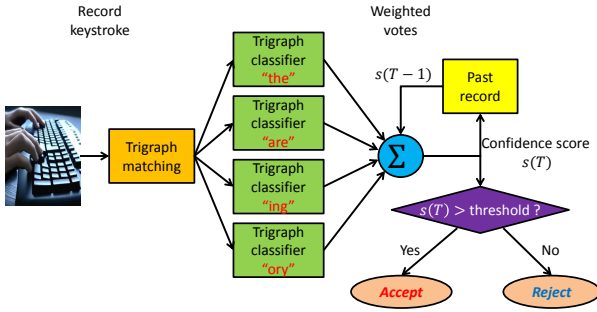 Record
keystroke
Weighted
votes
Trigraph
classifier
“the”
Trigraph
classifier
“are”
Trigraph
classifier
“ing”
Trigraph
classifier
“ory”
Trigraph
matching
Σ
s(T − 1)
Past
record
Confidence score
s(T)
s(T) > threshold ?
Yes
No
Accept
Reject